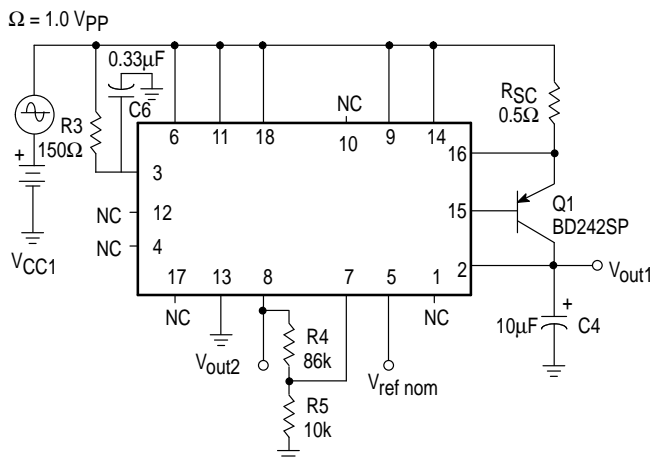 Ω = 1.0 VPP
0.33µF
C6
R3
150Ω
VCC1
NC
RSC
0.5Ω
6
11
18
10
9
14
3
16
12
NC
15
Q1
BD242SP
4
NC
2
Vout1
17
13
8
7
5
1
NC
NC
Vout2
R4
86k
Vref nom
10µF
C4
R5
10k